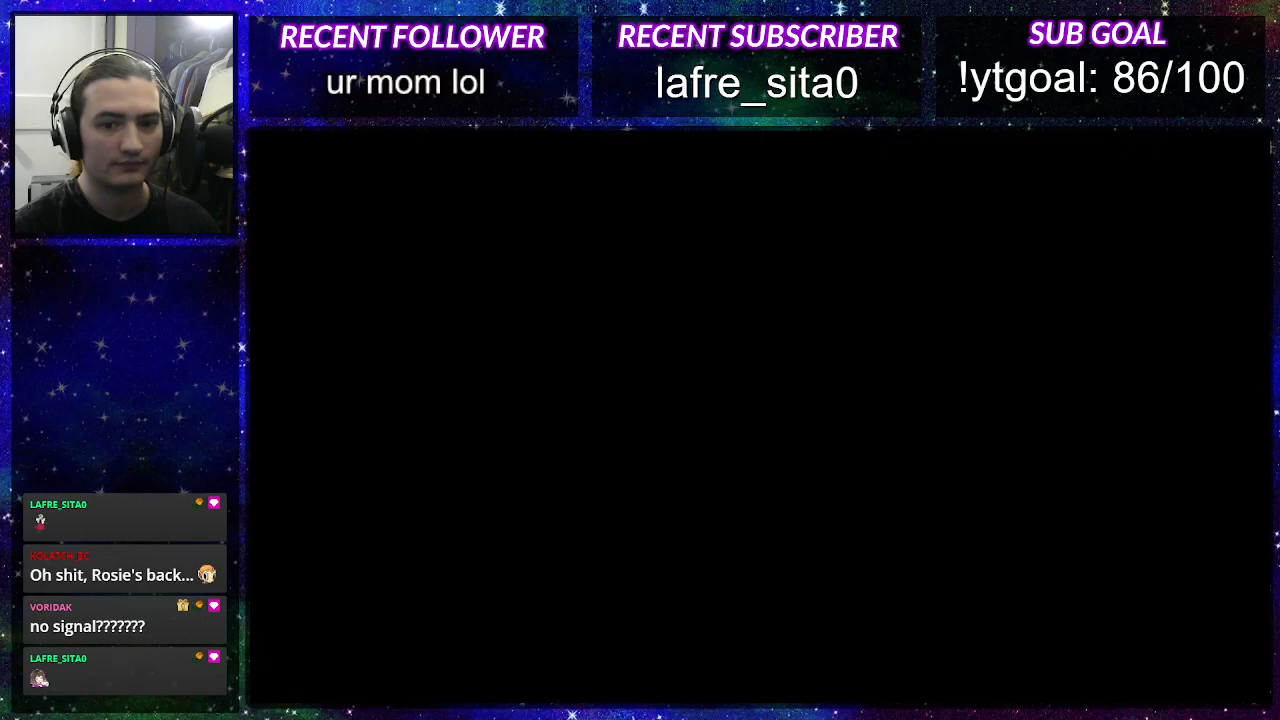 RECENT FOLLOWER
ur mom lol
RECENT SUBSCRIBER
lafre_sita0
SUB GOAL
!ytgoal: 86/100
LAFRE_SITA0
KOLATCH_BC
Oh shit, Rosie's back...
VORIDAK
no signal???????
LAFRE_SITA0